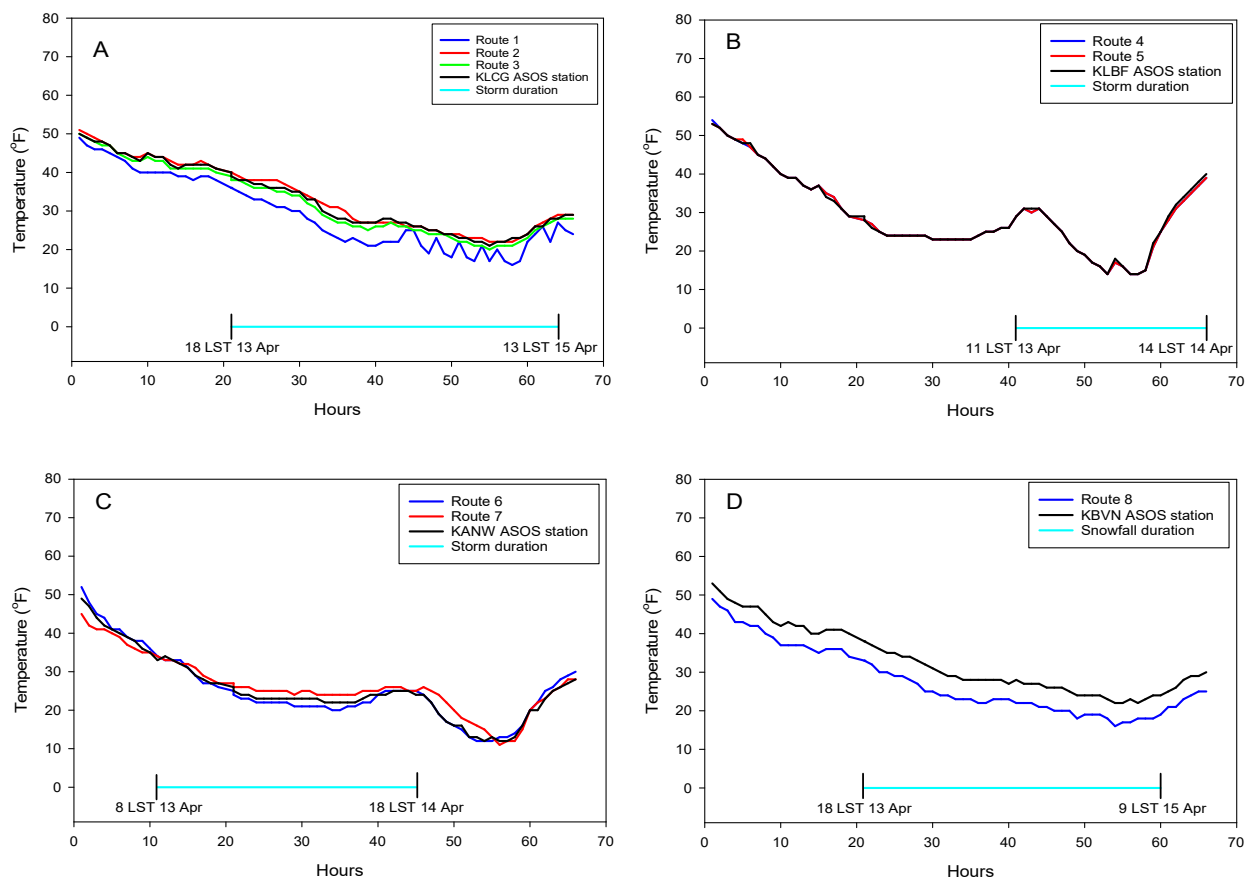 A
Route 1
Route 2
Route 3
KLCG ASOS station
Storm duration
Temperature (°F)
80
70
60
50
40
30
20
10
0
18 LST 13 Apr
13 LST 15 Apr
0 10 20 30 40 50 60 70
Hours
B
Route 4
Route 5
KLBF ASOS station
Storm duration
Temperature (°F)
80
70
60
50
40
30
20
10
0
11 LST 13 Apr
14 LST 14 Apr
0 10 20 30 40 50 60 70
Hours
C
Route 6
Route 7
KANW ASOS station
Storm duration
Temperature (°F)
80
70
60
50
40
30
20
10
0
8 LST 13 Apr
18 LST 14 Apr
0 10 20 30 40 50 60 70
Hours
D
Route 8
KBVN ASOS station
Snowfall duration
Temperature (°F)
80
70
60
50
40
30
20
10
0
18 LST 13 Apr
9 LST 15 Apr
0 10 20 30 40 50 60 70
Hours